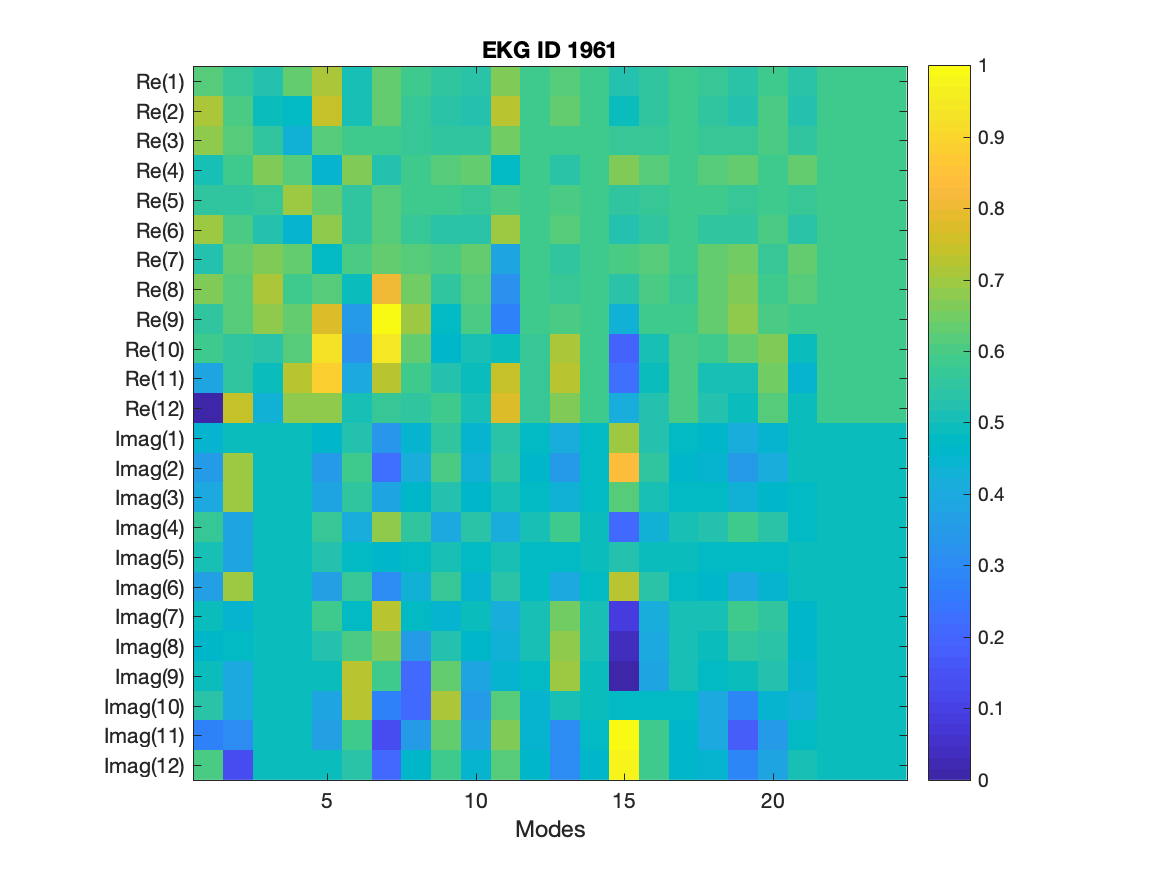 EKG ID 1961
Re(1)
Re(2)
Re(3)
Re(4)
Re(5)
Re(6)
Re(7)
Re(8)
Re(9)
Re(10)
Re(11)
Re(12)
Imag(1)
Imag(2)
Imag(3)
Imag(4)
Imag(5)
Imag(6)
Imag(7)
Imag(8)
Imag(9)
Imag(10)
Imag(11)
Imag(12)
5 10 15 20
Modes
1
0.9
0.8
0.7
0.6
0.5
0.4
0.3
0.2
0.1
0